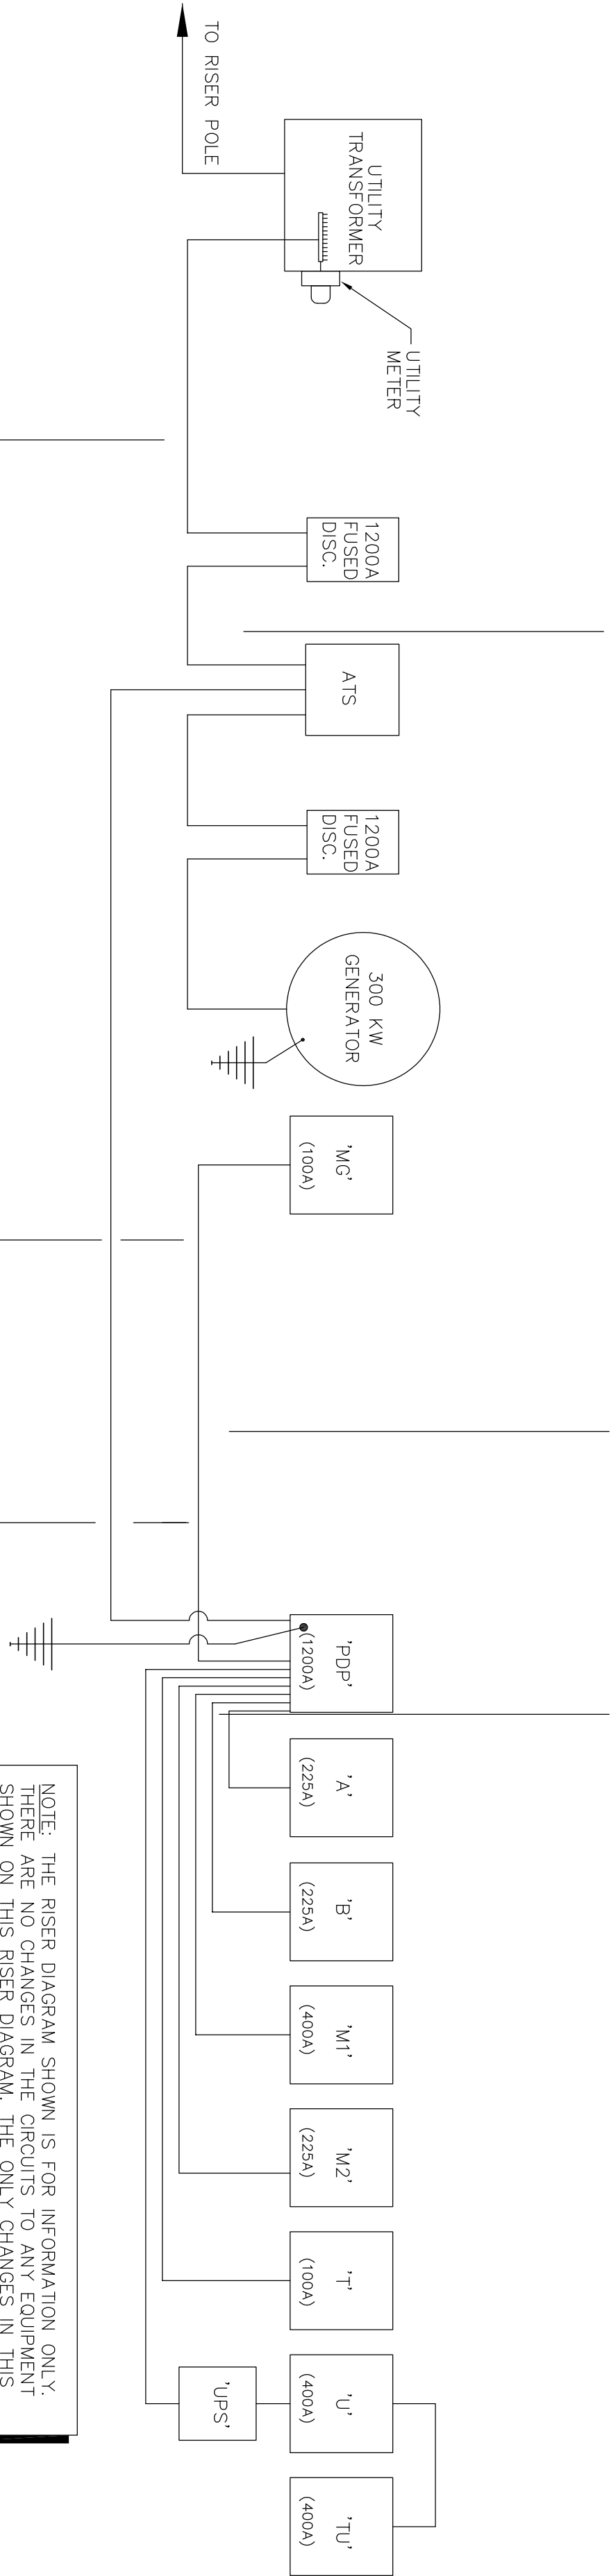 TO RISER POLE
UTILITY
TRANSFORMER
UTILITY
METER
1200A
FUSED
DISC.
ATS
1200A
FUSED
DISC.
300 KW
GENERATOR
'MG'
(100A)
'PDP'
(1200A)
'A'
(225A)
'B'
(225A)
'M1'
(400A)
'M2'
(225A)
'T'
(100A)
'U'
(400A)
'UPS'
'TU'
(400A)
NOTE: THE RISER DIAGRAM SHOWN IS FOR INFORMATION ONLY.
THERE ARE NO CHANGES IN THE CIRCUITS TO ANY EQUIPMENT
SHOWN ON THIS RISER DIAGRAM. THE ONLY CHANGES IN THIS